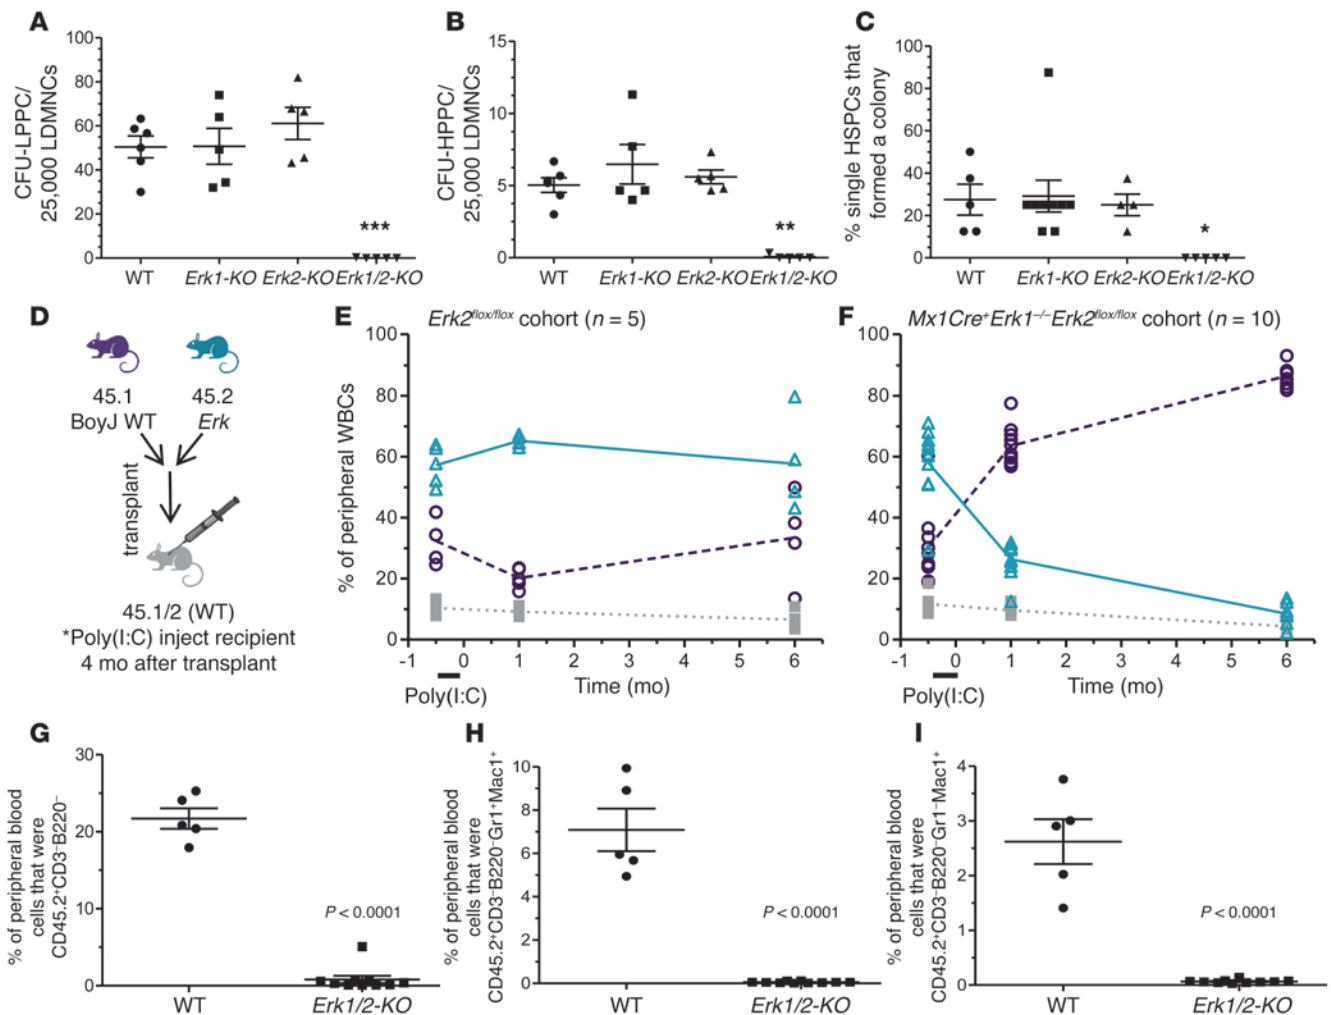 A
CFU-LPPC/
25,000 LDMNCs
100
80
60
40
20
0
***
WT
Erk1-KO
Erk2-KO
Erk1/2-KO
B
CFU-HPPC/
25,000 LDMNCs
15
10
5
0
**
WT
Erk1-KO
Erk2-KO
Erk1/2-KO
C
% single HSPCs that
formed a colony
100
80
60
40
20
0
*
WT
Erk1-KO
Erk2-KO
Erk1/2-KO
D
45.1
BoyJ WT
45.2
Erk
transplant
45.1/2 (WT)
*Poly(I:C) inject recipient
4 mo after transplant
E
Erk2flox/flox cohort (n = 5)
% of peripheral WBCs
100
80
60
40
20
0
-1 0 1 2 3 4 5 6
Poly(I:C)
Time (mo)
F
Mx1Cre+Erk1–/–Erk2flox/flox cohort (n = 10)
100
80
60
40
20
0
-1 0 1 2 3 4 5 6
Poly(I:C)
Time (mo)
G
% of peripheral blood
cells that were
CD45.2+CD3–B220–
30
20
10
0
P < 0.0001
WT
Erk1/2-KO
H
% of peripheral blood
cells that were
CD45.2+CD3–B220–Gr1+Mac1+
10
8
6
4
2
0
P < 0.0001
WT
Erk1/2-KO
I
% of peripheral blood
cells that were
CD45.2+CD3–B220–Gr1–Mac1+
4
3
2
1
0
P < 0.0001
WT
Erk1/2-KO